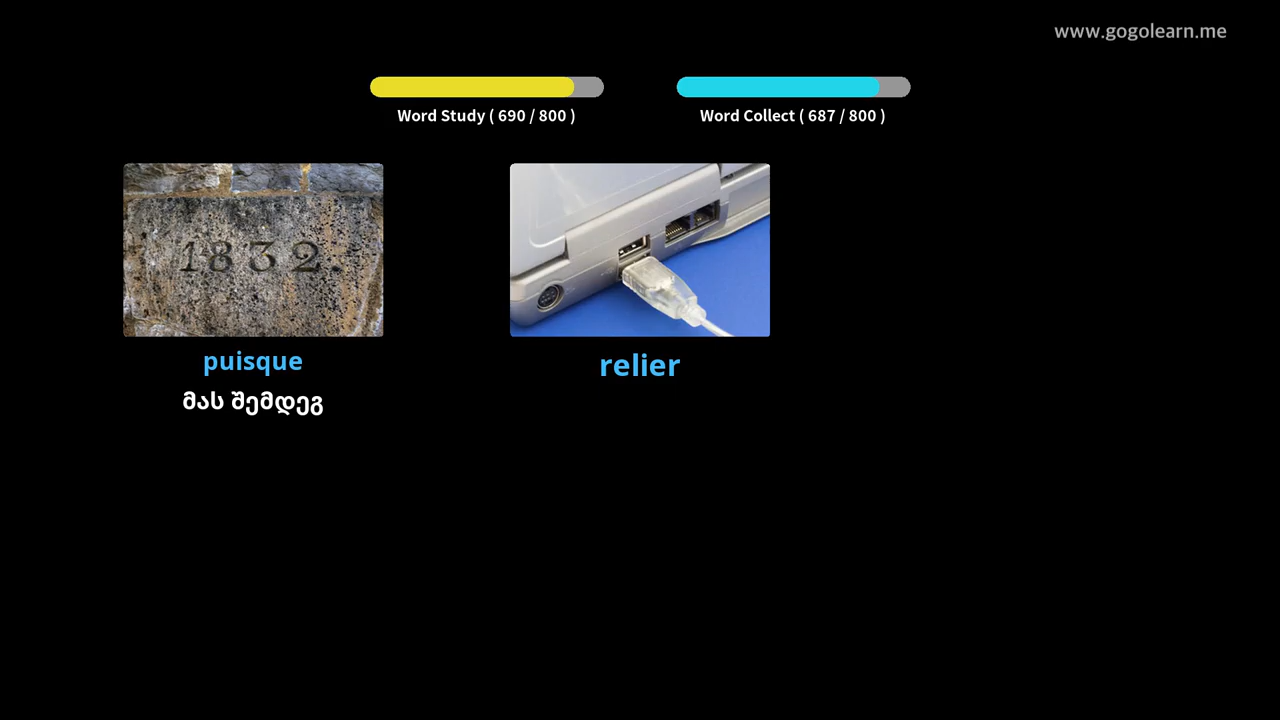 www.gogolearn.me
Word Study ( 690 / 800 )
Word Collect ( 687 / 800 )
1832.
puisque
მას შემდეგ
relier